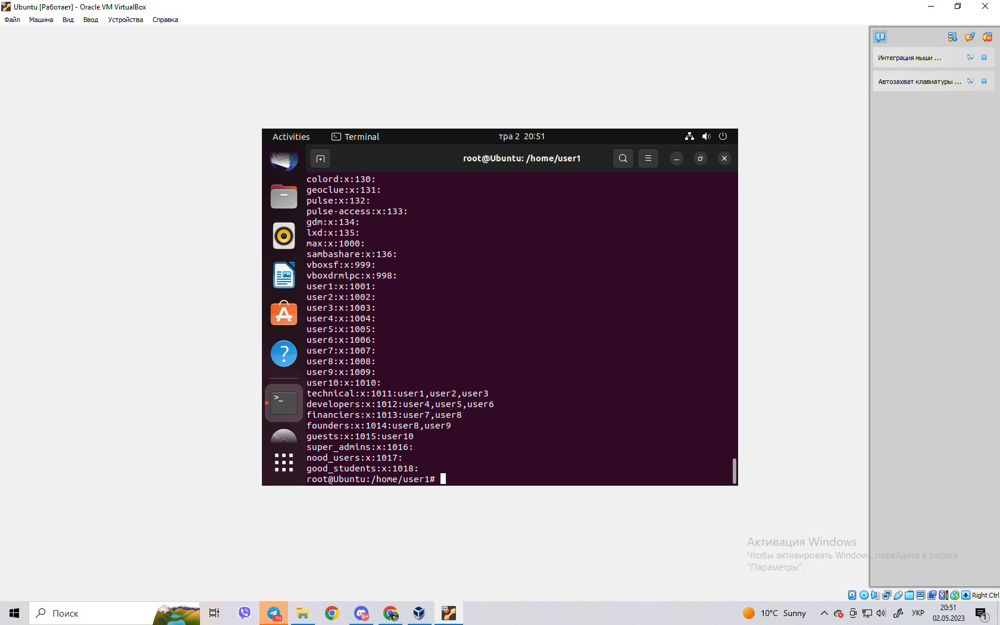 Ubuntu [Работает] - Oracle VM VirtualBox
Файл Машина Вид Ввод Устройства Справка
Интеграция мыши ...
Автозахват клавиатуры ...
Activities Terminal тра 2 20:51
root@Ubuntu: /home/user1
colord:x:130:
geoclue:x:131:
pulse:x:132:
pulse-access:x:133:
gdm:x:134:
lxd:x:135:
max:x:1000:
sambashare:x:136:
vboxsf:x:999:
vboxdrmipc:x:998:
user1:x:1001:
user2:x:1002:
user3:x:1003:
user4:x:1004:
user5:x:1005:
user6:x:1006:
user7:x:1007:
user8:x:1008:
user9:x:1009:
user10:x:1010:
technical:x:1011:user1,user2,user3
developers:x:1012:user4,user5,user6
financiers:x:1013:user7,user8
founders:x:1014:user8,user9
guests:x:1015:user10
super_admins:x:1016:
nood_users:x:1017:
good_students:x:1018:
root@Ubuntu:/home/user1#
Активация Windows
Чтобы активировать Windows, перейдите в раздел
"Параметры".
Right Ctrl
Поиск
79
9+
64
10°C Sunny
УКР
20:51
02.05.2023
1